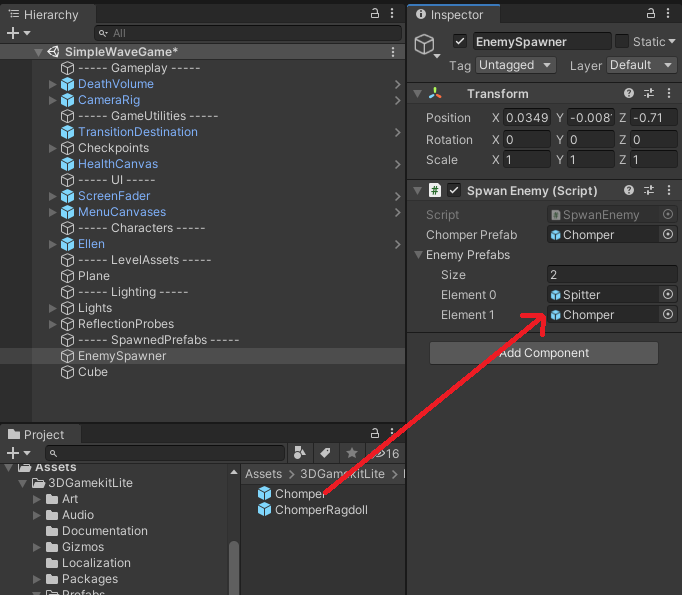 Hierarchy
All
SimpleWaveGame*
----- Gameplay -----
DeathVolume
CameraRig
----- GameUtilities -----
TransitionDestination
Checkpoints
HealthCanvas
----- UI -----
ScreenFader
MenuCanvases
----- Characters -----
Ellen
----- LevelAssets -----
Plane
----- Lighting -----
Lights
ReflectionProbes
----- SpawnedPrefabs -----
EnemySpawner
Cube
Project
16
Assets
3DGamekitLite
Art
Audio
Documentation
Gizmos
Localization
Packages
Prefabs
Assets > 3DGamekitLite >
Chomper
ChomperRagdoll
Inspector
EnemySpawner Static
Tag Untagged Layer Default
Transform
Position X 0.0349 Y -0.008 Z -0.71
Rotation X 0 Y 0 Z 0
Scale X 1 Y 1 Z 1
# Spwan Enemy (Script)
Script # SpwanEnemy
Chomper Prefab Chomper
Enemy Prefabs
Size 2
Element 0 Spitter
Element 1 Chomper
Add Component